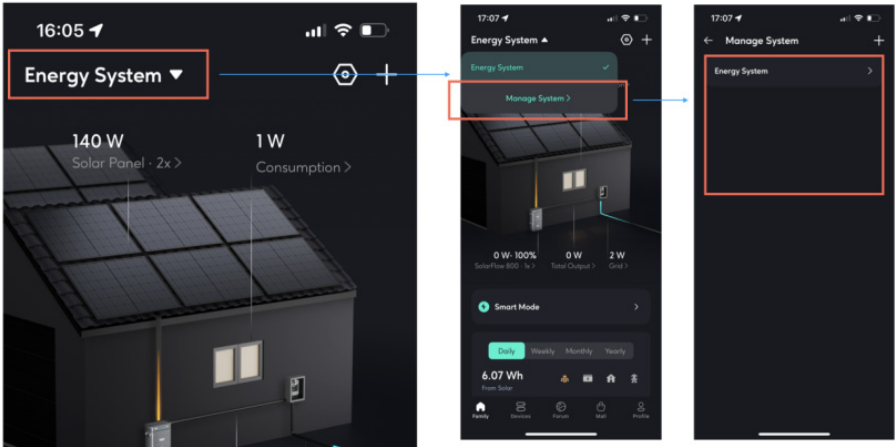 16:05
Energy System ▼
140 W
Solar Panel · 2x >
1 W
Consumption >
17:07
Energy System ▲
Energy System ✓
Manage System >
0 W· 100%
SolarFlow 800 · 1x >
0 W
Total Output >
2 W
Grid >
Smart Mode >
Daily Weekly Monthly Yearly
6.07 Wh
From Solar
Family Devices Forum Mall Profile
17:07
← Manage System +
Energy System >